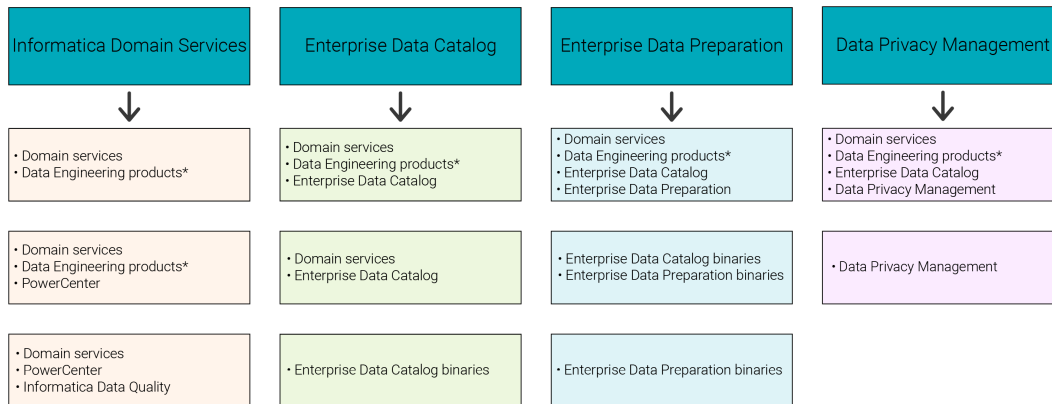 Informatica Domain Services
Enterprise Data Catalog
Enterprise Data Preparation
Data Privacy Management
• Domain services
• Data Engineering products*
• Domain services
• Data Engineering products*
• Enterprise Data Catalog
• Domain services
• Data Engineering products*
• Enterprise Data Catalog
• Enterprise Data Preparation
• Domain services
• Data Engineering products*
• Enterprise Data Catalog
• Data Privacy Management
• Domain services
• Data Engineering products*
• PowerCenter
• Domain services
• Enterprise Data Catalog
• Enterprise Data Catalog binaries
• Enterprise Data Preparation binaries
• Data Privacy Management
• Domain services
• PowerCenter
• Informatica Data Quality
• Enterprise Data Catalog binaries
• Enterprise Data Preparation binaries